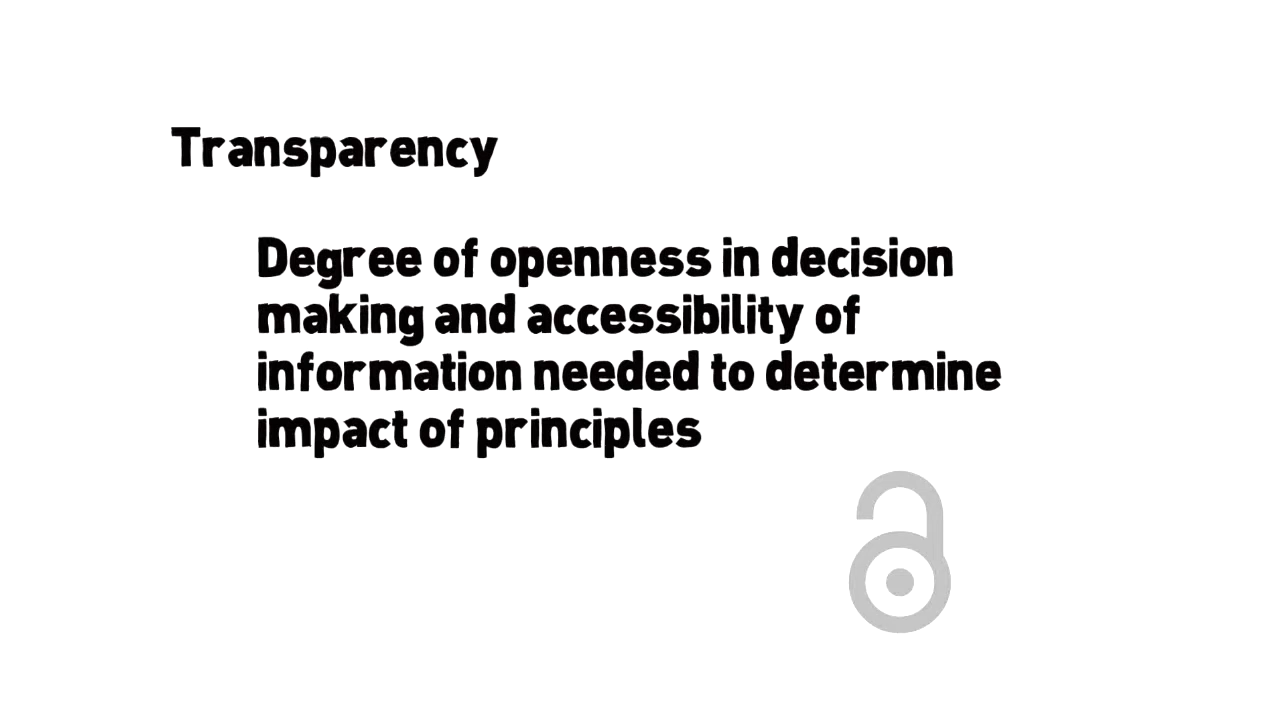 Transparency
Degree of openness in decision
making and accessibility of
information needed to determine
impact of principles